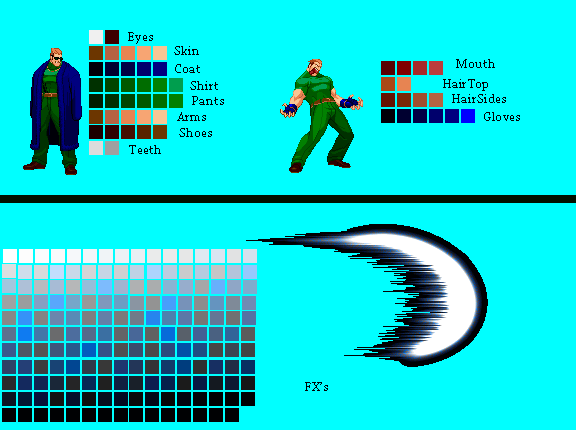 Eyes
Skin
Coat
Shirt
Pants
Arms
Shoes
Teeth
Mouth
HairTop
HairSides
Gloves
FX's